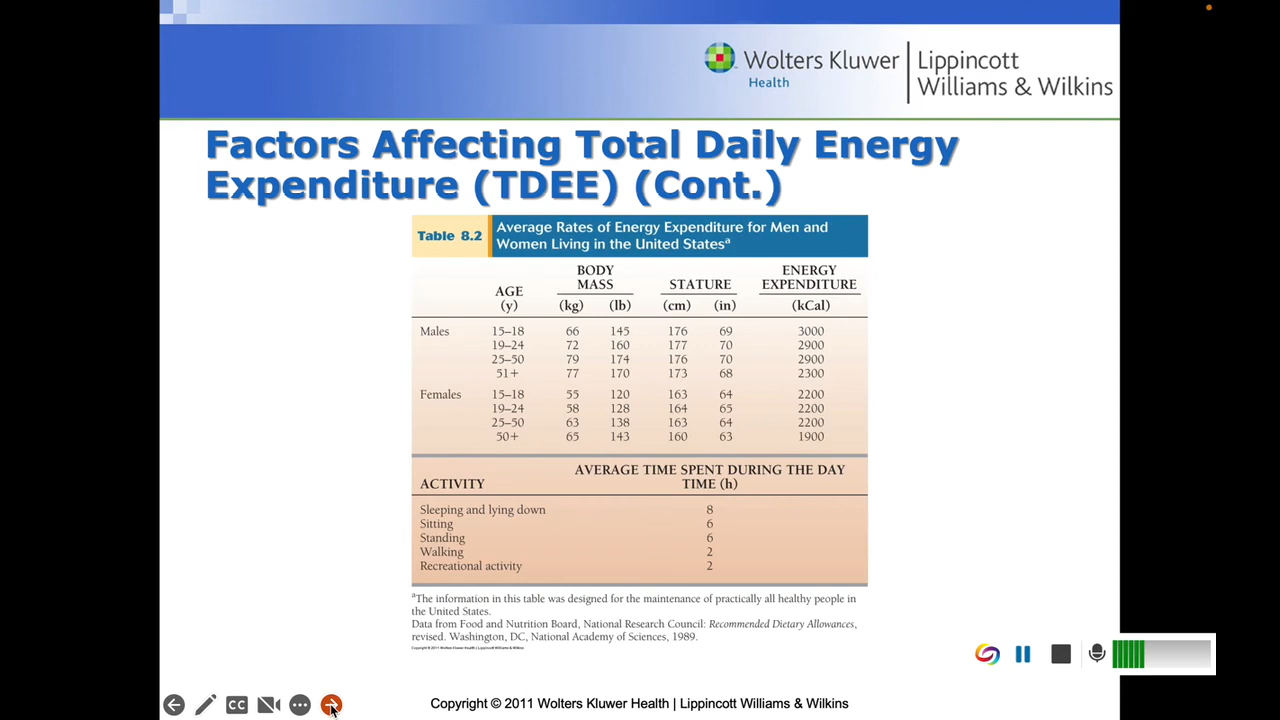 Wolters Kluwer
Health
Lippincott
Williams & Wilkins
Factors Affecting Total Daily Energy
Expenditure (TDEE) (Cont.)
Table 8.2
Average Rates of Energy Expenditure for Men and
Women Living in the United Statesa
BODY ENERGY
MASS STATURE EXPENDITURE
AGE
(y) (kg) (lb) (cm) (in) (kCal)
Males 15–18 66 145 176 69 3000
19–24 72 160 177 70 2900
25–50 79 174 176 70 2900
51+ 77 170 173 68 2300
Females 15–18 55 120 163 64 2200
19–24 58 128 164 65 2200
25–50 63 138 163 64 2200
50+ 65 143 160 63 1900
AVERAGE TIME SPENT DURING THE DAY
ACTIVITY TIME (h)
Sleeping and lying down 8
Sitting 6
Standing 6
Walking 2
Recreational activity 2
aThe information in this table was designed for the maintenance of practically all healthy people in
the United States.
Data from Food and Nutrition Board, National Research Council: Recommended Dietary Allowances,
revised. Washington, DC, National Academy of Sciences, 1989.
Copyright © 2011 Wolters Kluwer Health | Lippincott Williams & Wilkins
CC
Copyright © 2011 Wolters Kluwer Health | Lippincott Williams & Wilkins